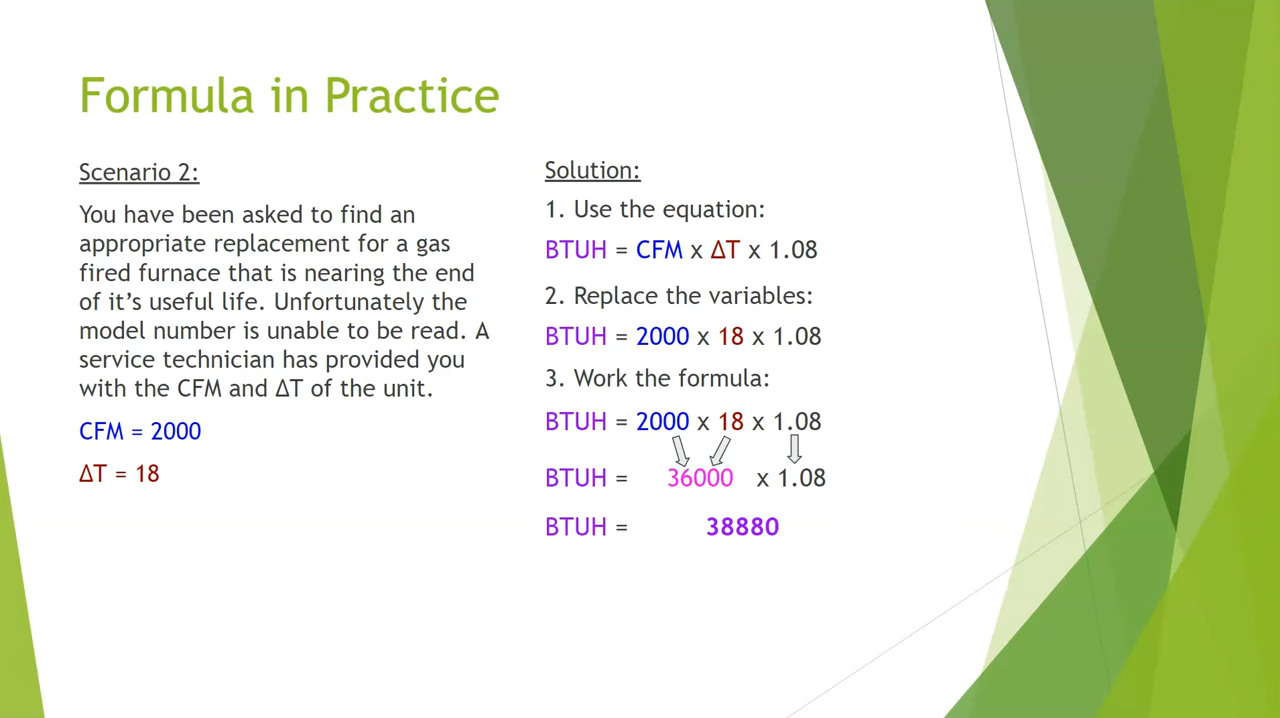 Formula in Practice
Scenario 2:
You have been asked to find an
appropriate replacement for a gas
fired furnace that is nearing the end
of it's useful life. Unfortunately the
model number is unable to be read. A
service technician has provided you
with the CFM and ΔT of the unit.
CFM = 2000
ΔT = 18
Solution:
1. Use the equation:
BTUH = CFM x ΔT x 1.08
2. Replace the variables:
BTUH = 2000 x 18 x 1.08
3. Work the formula:
BTUH = 2000 x 18 x 1.08
BTUH = 36000 x 1.08
BTUH = 38880